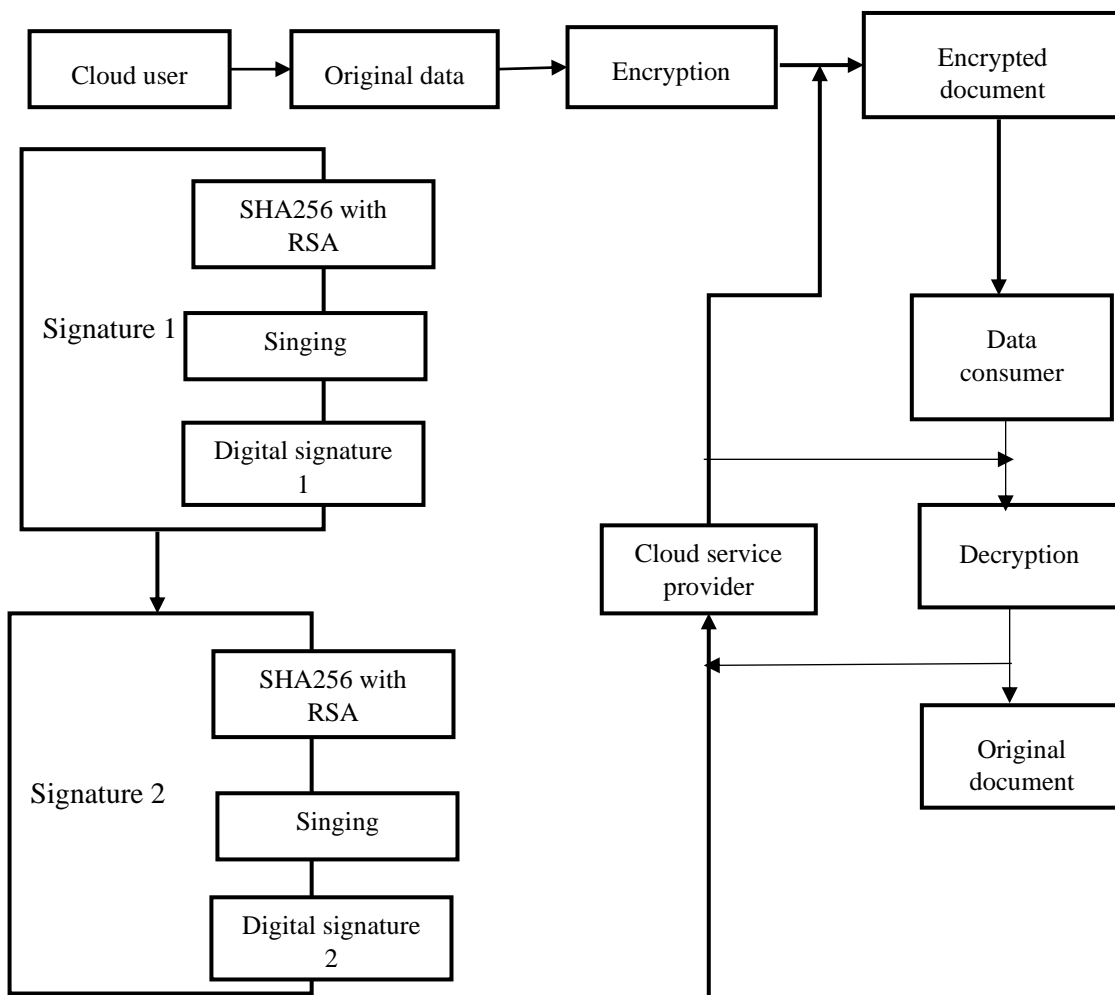 Cloud user
Original data
Encryption
Encrypted
document
SHA256 with
RSA
Signature 1
Singing
Digital signature
1
Data
consumer
Cloud service
provider
Decryption
SHA256 with
RSA
Signature 2
Singing
Digital signature
2
Original
document